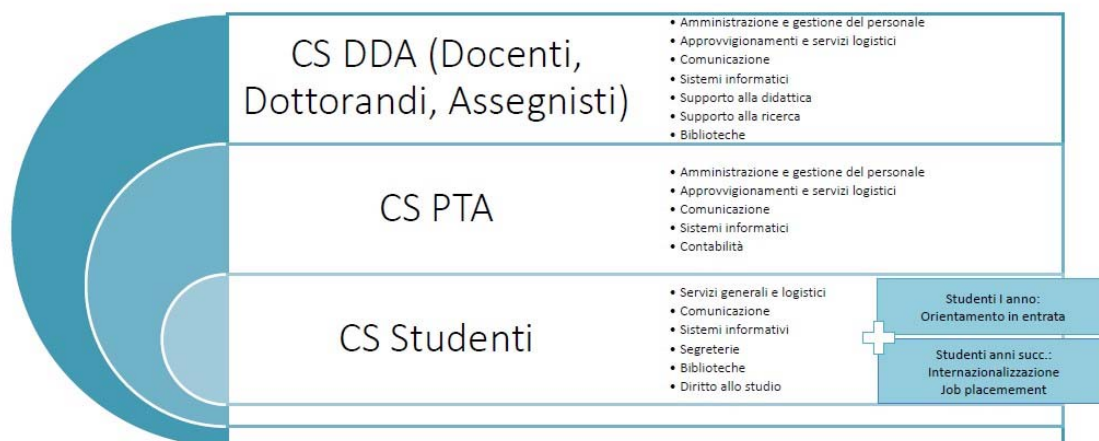 CS DDA (Docenti,
Dottorandi, Assegnisti)
• Amministrazione e gestione del personale
• Approvvigionamenti e servizi logistici
• Comunicazione
• Sistemi informatici
• Supporto alla didattica
• Supporto alla ricerca
• Biblioteche
CS PTA
• Amministrazione e gestione del personale
• Approvvigionamenti e servizi logistici
• Comunicazione
• Sistemi informatici
• Contabilità
CS Studenti
• Servizi generali e logistici
• Comunicazione
• Sistemi informativi
• Segreterie
• Biblioteche
• Diritto allo studio
Studenti I anno:
Orientamento in entrata
Studenti anni succ.:
Internazionalizzazione
Job placemement